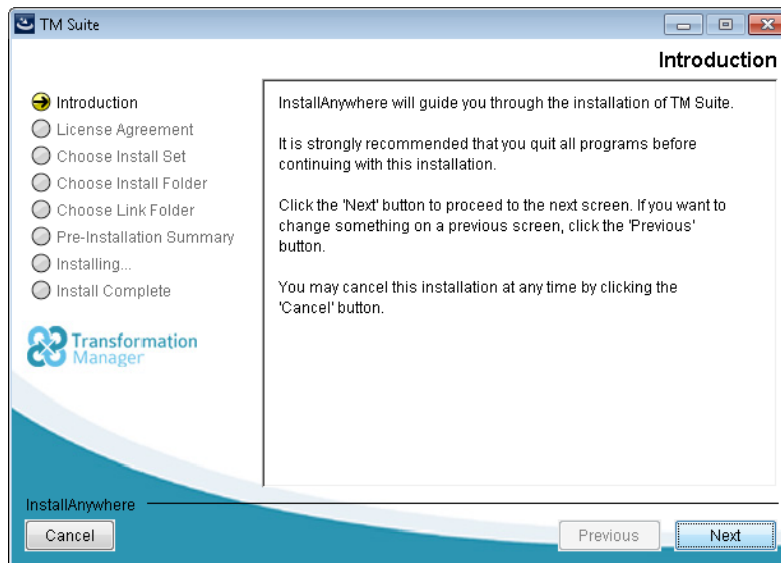 TM Suite
Introduction
Introduction
License Agreement
Choose Install Set
Choose Install Folder
Choose Link Folder
Pre-Installation Summary
Installing...
Install Complete
Transformation
Manager
InstallAnywhere will guide you through the installation of TM Suite.
It is strongly recommended that you quit all programs before
continuing with this installation.
Click the 'Next' button to proceed to the next screen. If you want to
change something on a previous screen, click the 'Previous'
button.
You may cancel this installation at any time by clicking the
'Cancel' button.
InstallAnywhere
Cancel
Previous
Next